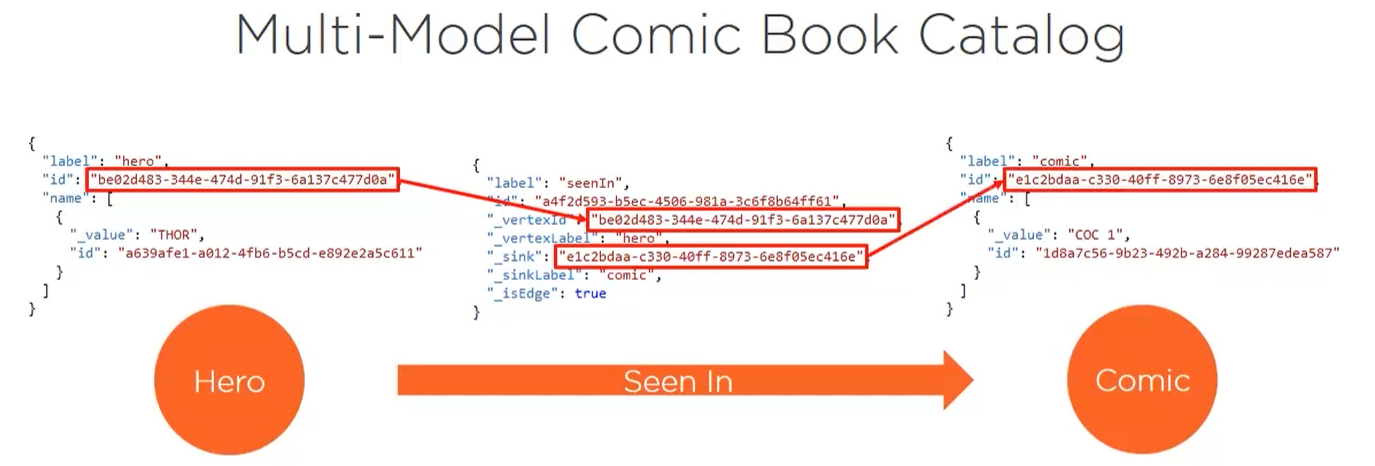 Multi-Model Comic Book Catalog
{
"label": "hero",
"id": "be02d483-344e-474d-91f3-6a137c477d0a"
"name": [
{
"_value": "THOR",
"id": "a639afe1-a012-4fb6-b5cd-e892e2a5c611"
}
]
}
{
"label": "seenIn",
"id": "a4f2d593-b5ec-4506-981a-3c6f8b64ff61",
"_vertexId": "be02d483-344e-474d-91f3-6a137c477d0a",
"_vertexLabel": "hero",
"_sink": "e1c2bdaa-c330-40ff-8973-6e8f05ec416e",
"_sinkLabel": "comic",
"_isEdge": true
}
{
"label": "comic",
"id": "e1c2bdaa-c330-40ff-8973-6e8f05ec416e",
"name": [
{
"_value": "COC 1",
"id": "1d8a7c56-9b23-492b-a284-99287edea587"
}
]
}
Hero
Seen In
Comic